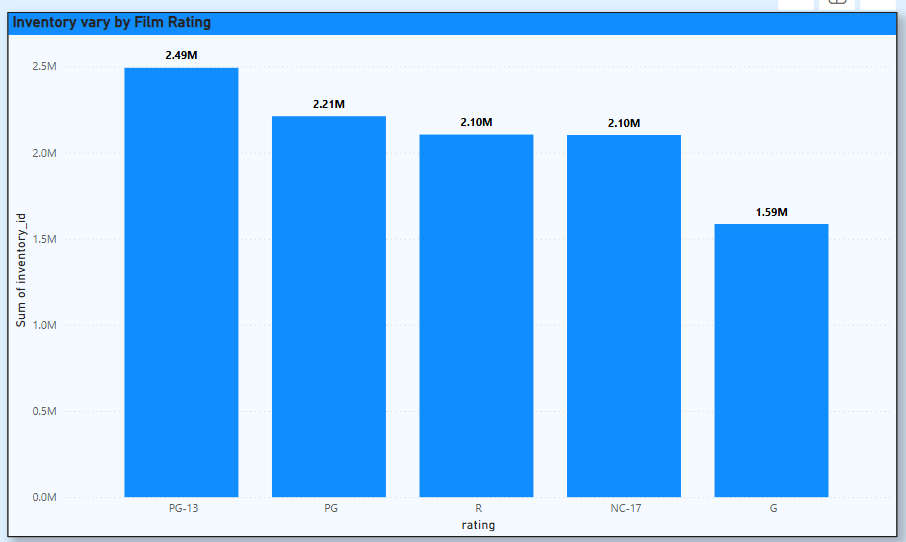 Inventory vary by Film Rating
Sum of inventory_id
2.5M
2.0M
1.5M
1.0M
0.5M
0.0M
2.49M
2.21M
2.10M
2.10M
1.59M
PG-13
PG
R
NC-17
G
rating